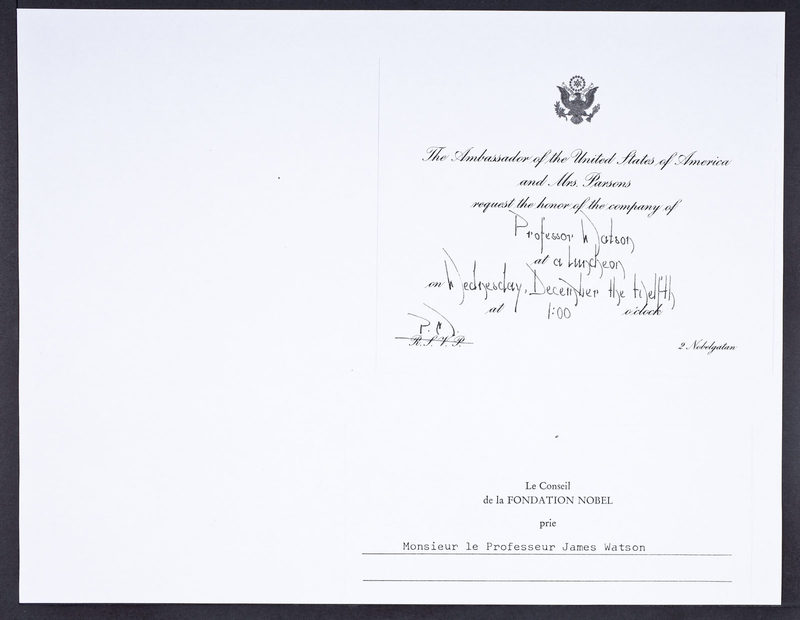 The Ambassador of the United States of America
and Mrs. Parsons
request the honor of the company of
Professor Watson
at a Luncheon
on Wednesday, December the twelfth
at 1:00 o'clock
P.M.
R.S.V.P.
2 Nobelgatan
Le Conseil
de la FONDATION NOBEL
prie
Monsieur le Professeur James Watson